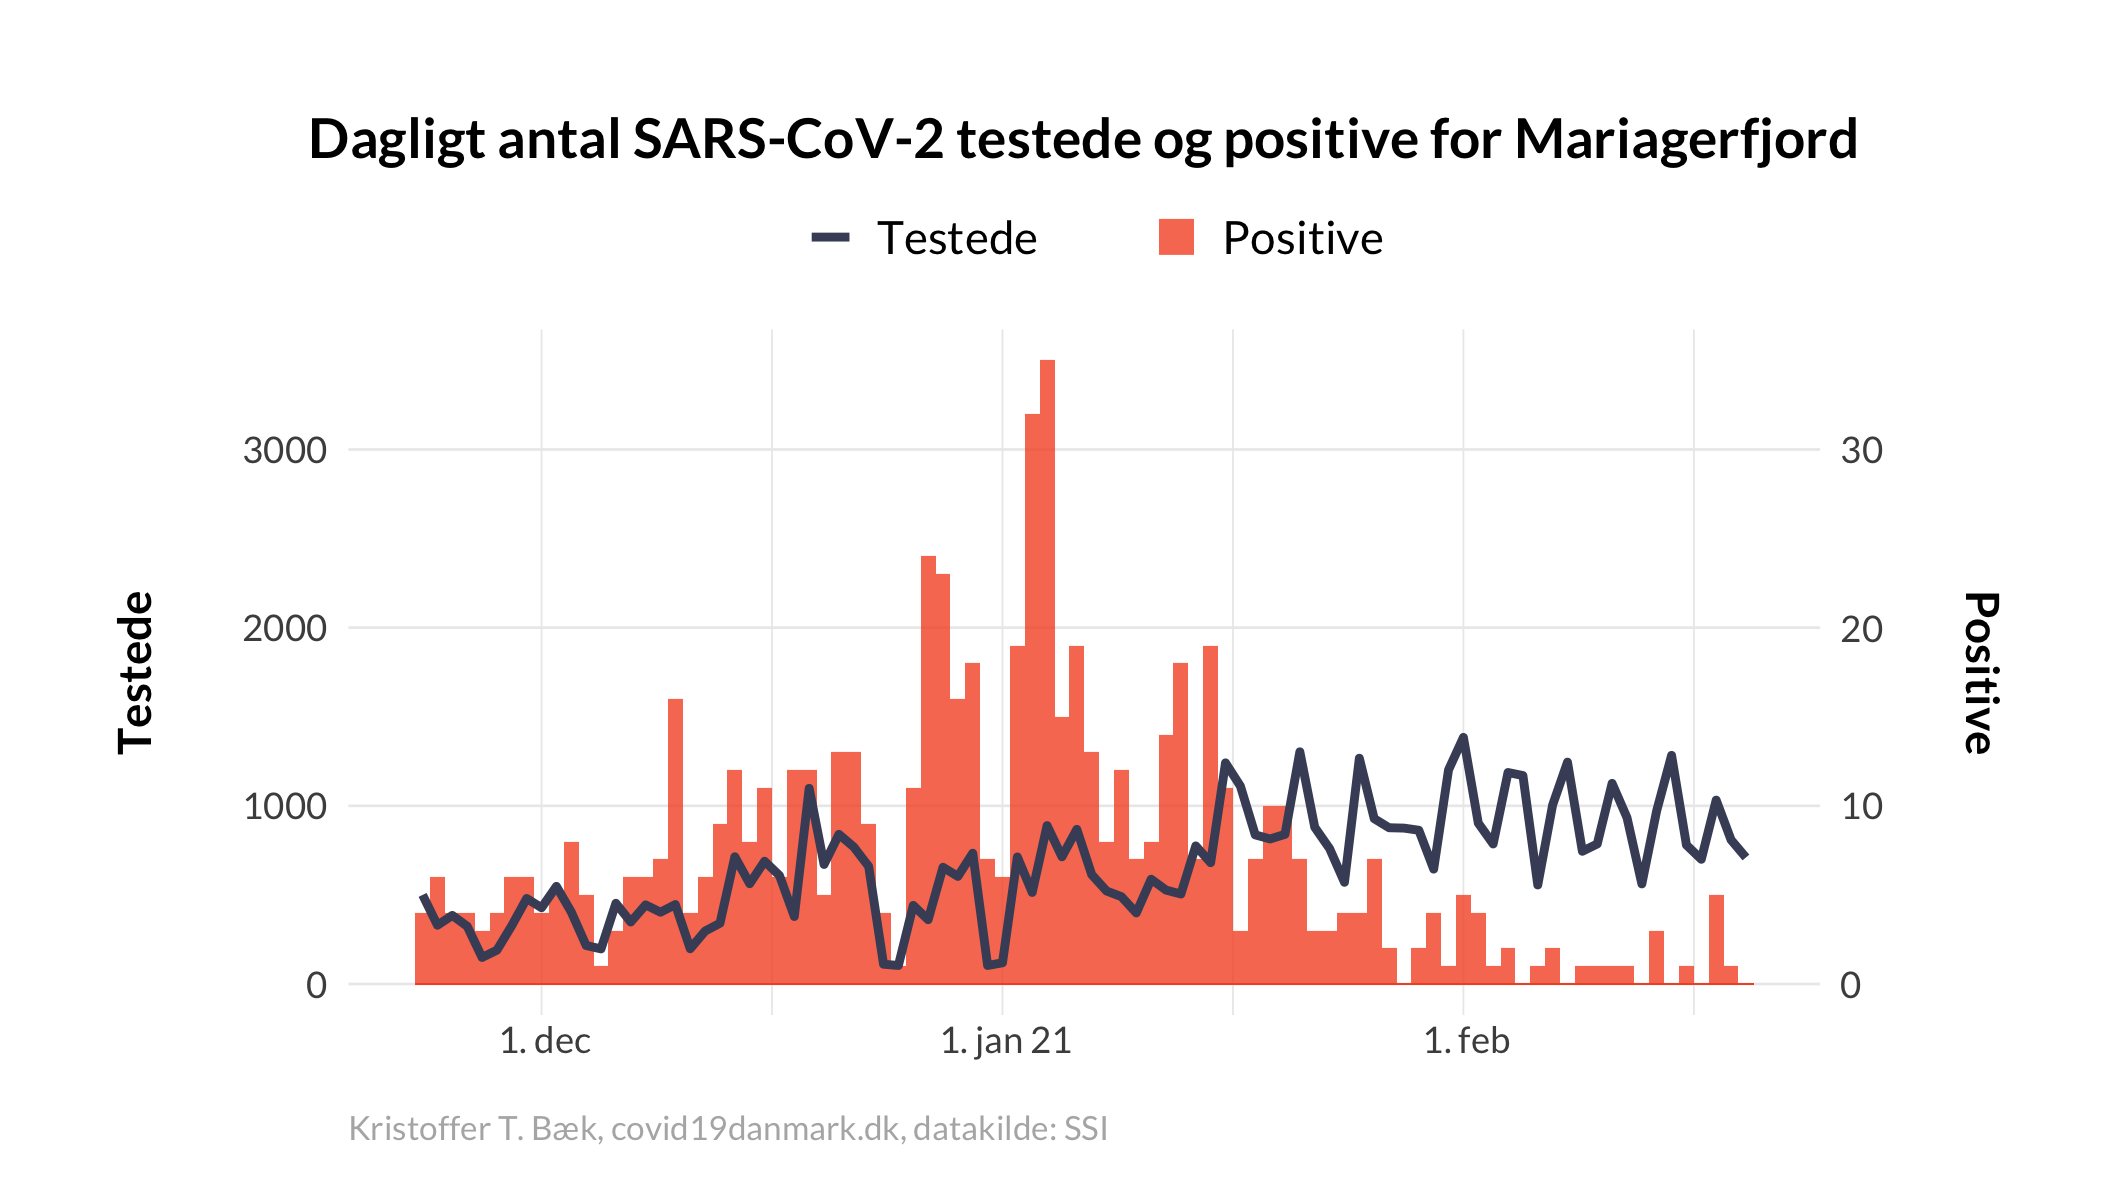 Dagligt antal SARS-CoV-2 testede og positive for Mariagerfjord
Testede
Positive
3000
2000
1000
0
30
20
10
0
Testede
Positive
1. dec
1. jan 21
1. feb
Kristoffer T. Bæk, covid19danmark.dk, datakilde: SSI